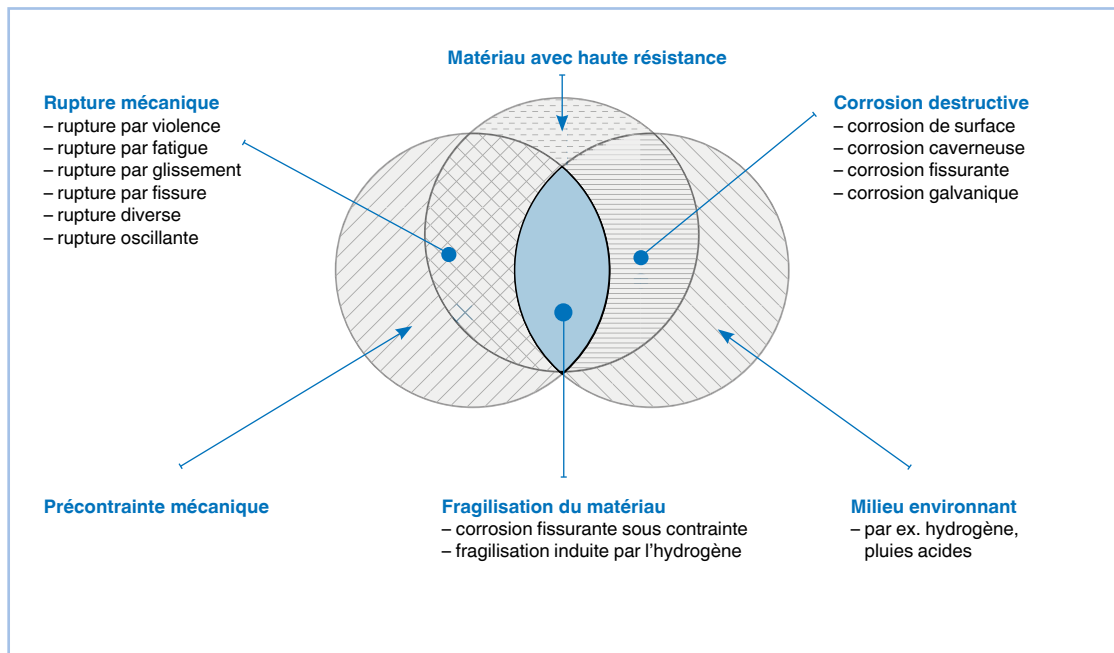 Matériau avec haute résistance
Rupture mécanique
– rupture par violence
– rupture par fatigue
– rupture par glissement
– rupture par fissure
– rupture diverse
– rupture oscillante
Corrosion destructive
– corrosion de surface
– corrosion caverneuse
– corrosion fissurante
– corrosion galvanique
Précontrainte mécanique
Fragilisation du matériau
– corrosion fissurante sous contrainte
– fragilisation induite par l’hydrogène
Milieu environnant
– par ex. hydrogène,
pluies acides